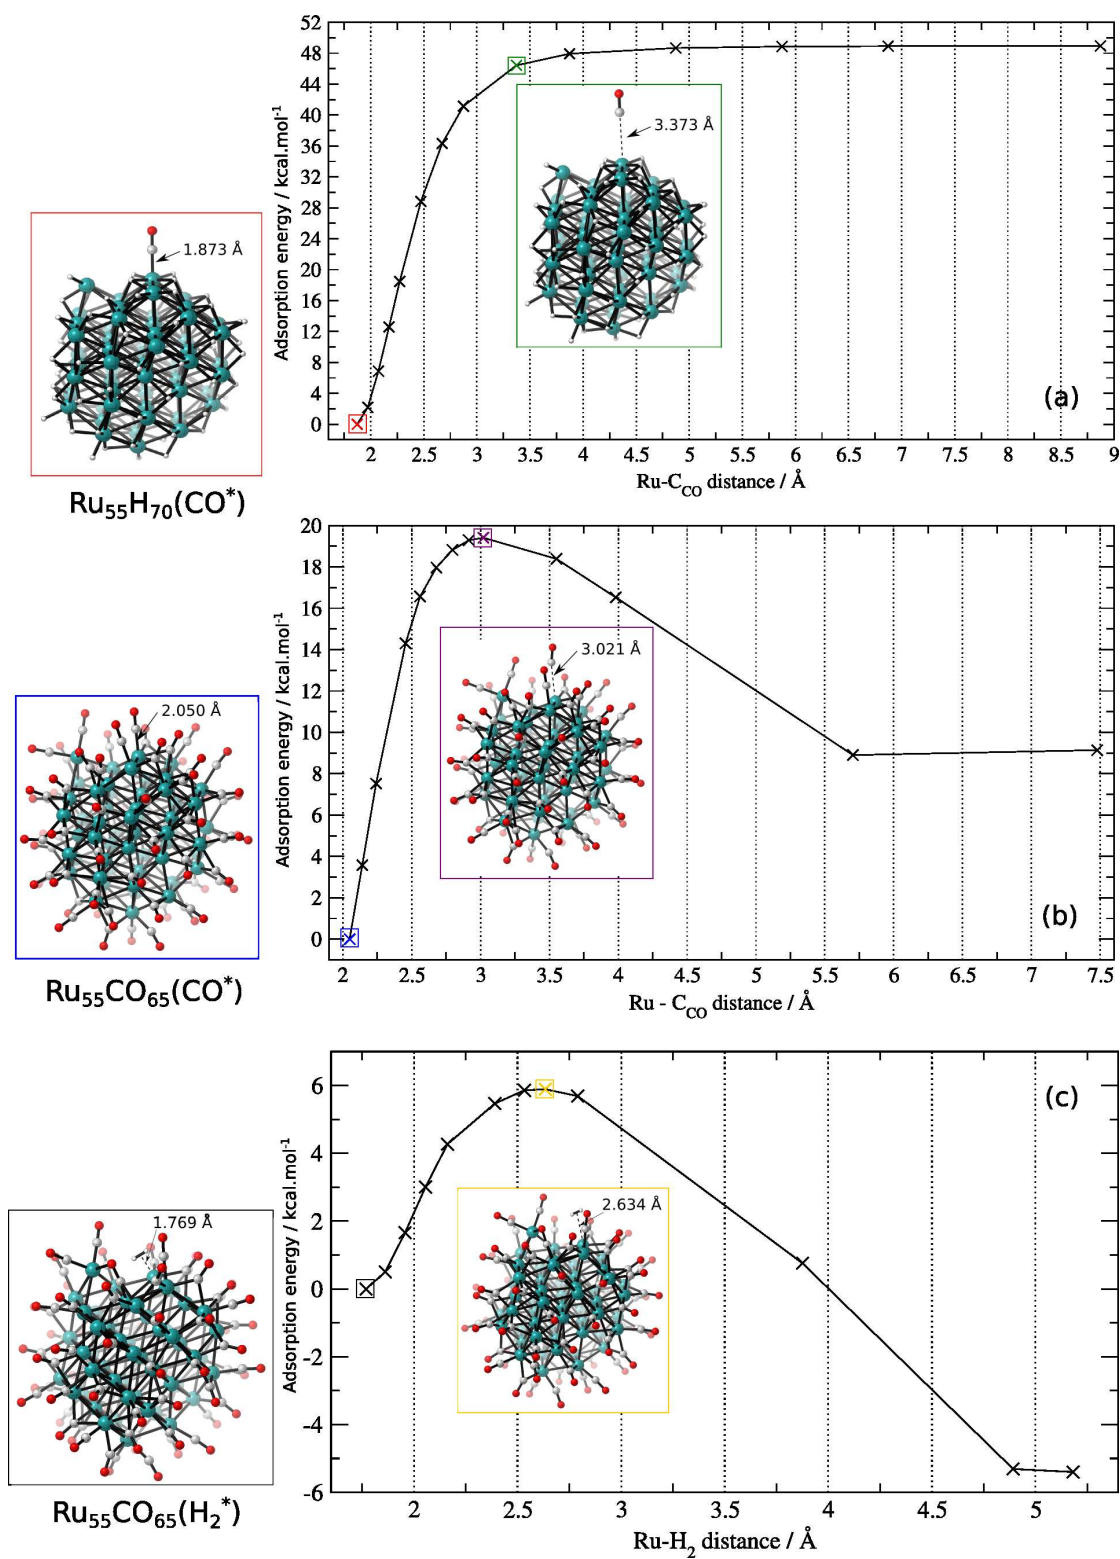 52
48
44
40
36
32
28
24
20
16
12
8
4
0
Adsorption energy / kcal.mol⁻¹
3.373 Å
1.873 Å
(a)
2 2.5 3 3.5 4 4.5 5 5.5 6 6.5 7 7.5 8 8.5 9
Ru-C_CO distance / Å
Ru₅₅H₇₀(CO*)
20
18
16
14
12
10
8
6
4
2
0
Adsorption energy / kcal.mol⁻¹
3.021 Å
2.050 Å
(b)
2 2.5 3 3.5 4 4.5 5 5.5 6 6.5 7 7.5
Ru - C_CO distance / Å
Ru₅₅CO₆₅(CO*)
6
4
2
0
-2
-4
-6
Adsorption energy / kcal.mol⁻¹
(c)
2.634 Å
1.769 Å
2 2.5 3 3.5 4 4.5 5
Ru-H₂ distance / Å
Ru₅₅CO₆₅(H₂*)